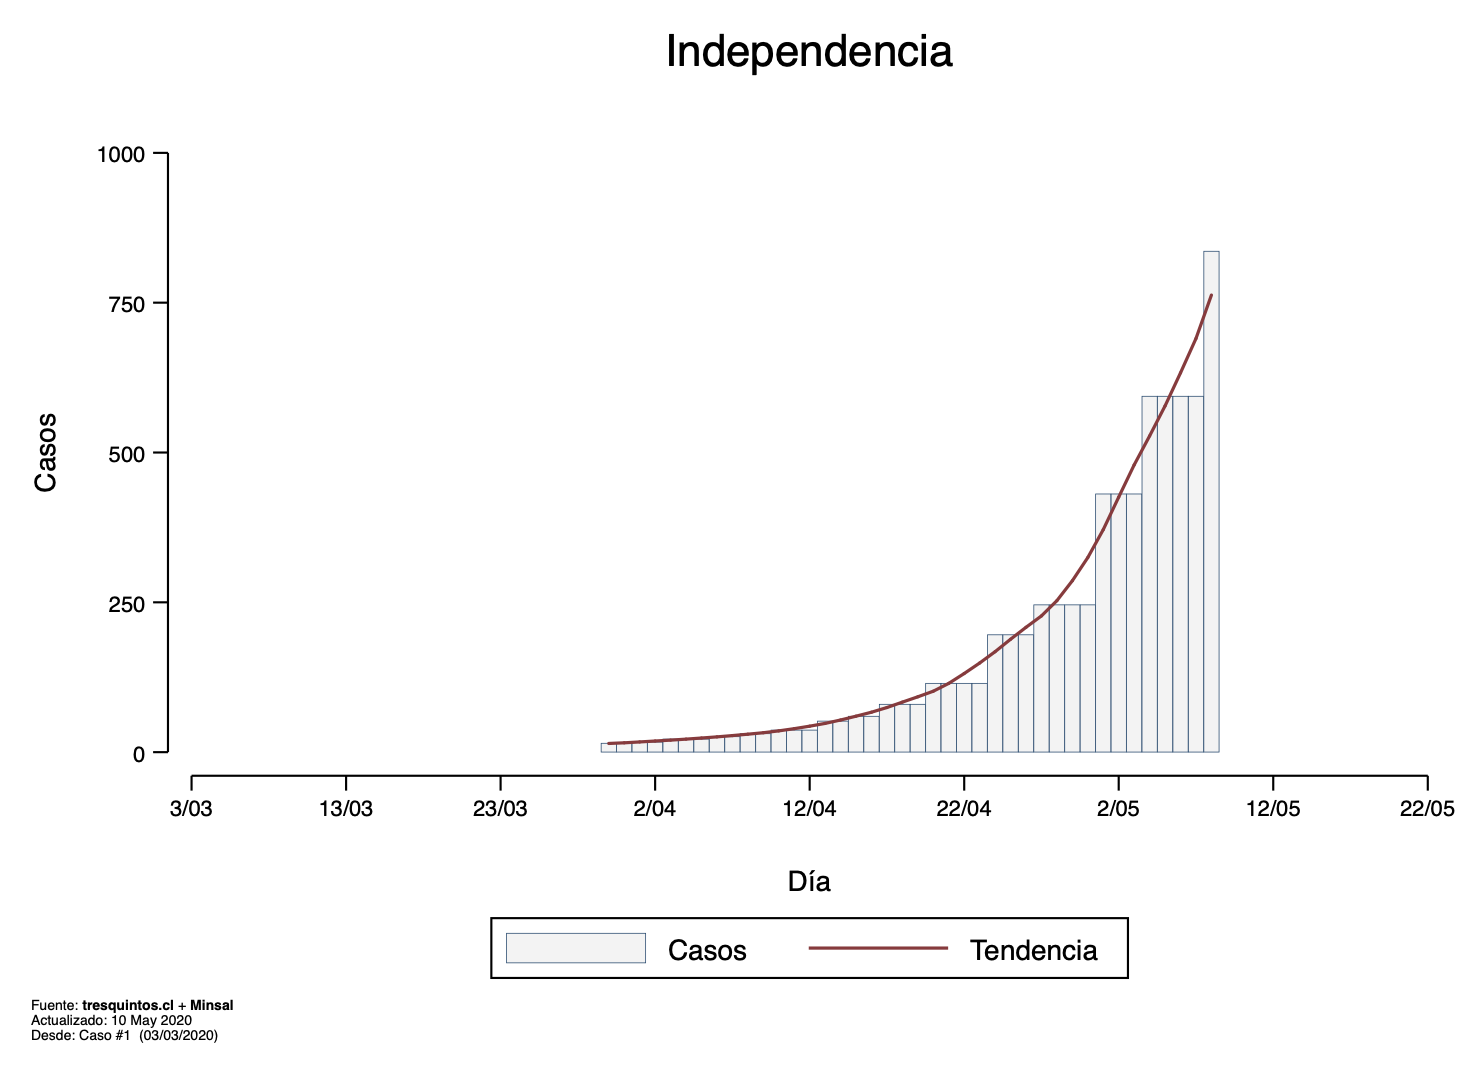 Independencia
1000
750
500
250
0
Casos
3/03 13/03 23/03 2/04 12/04 22/04 2/05 12/05 22/05
Día
Casos Tendencia
Fuente: tresquintos.cl + Minsal
Actualizado: 10 May 2020
Desde: Caso #1 (03/03/2020)